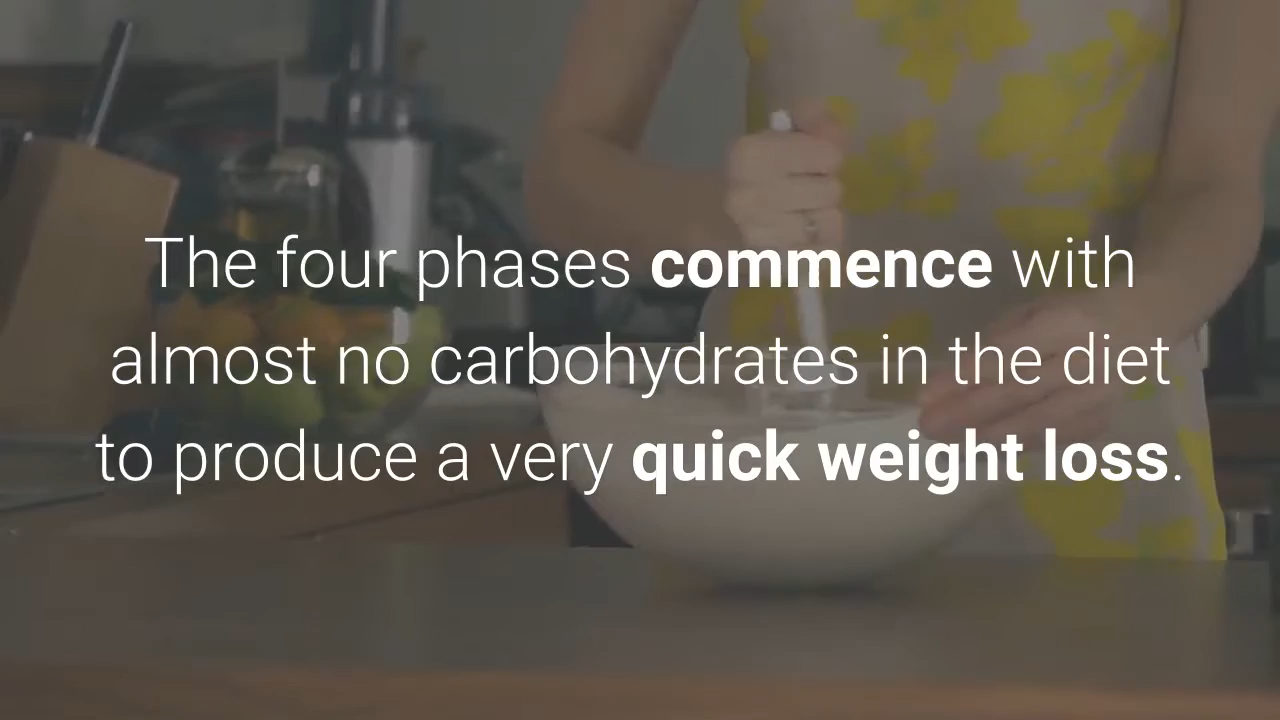 The four phases commence with
almost no carbohydrates in the diet
to produce a very quick weight loss.